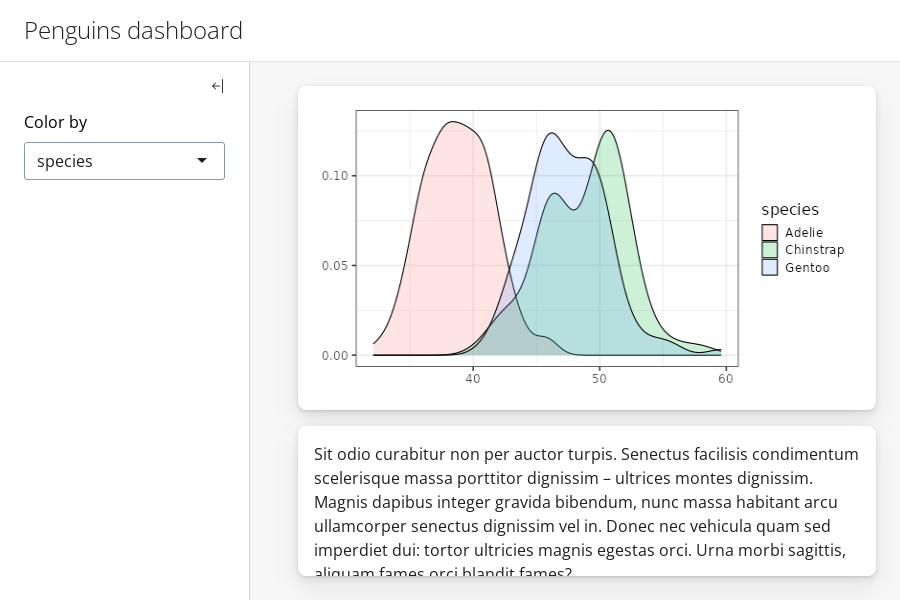 Penguins dashboard
Color by
species
0.10
0.05
0.00
40
50
60
species
Adelie
Chinstrap
Gentoo
Sit odio curabitur non per auctor turpis. Senectus facilisis condimentum
scelerisque massa porttitor dignissim – ultrices montes dignissim.
Magnis dapibus integer gravida bibendum, nunc massa habitant arcu
ullamcorper senectus dignissim vel in. Donec nec vehicula quam sed
imperdiet dui: tortor ultricies magnis egestas orci. Urna morbi sagittis,
aliquam fames orci blandit fames?